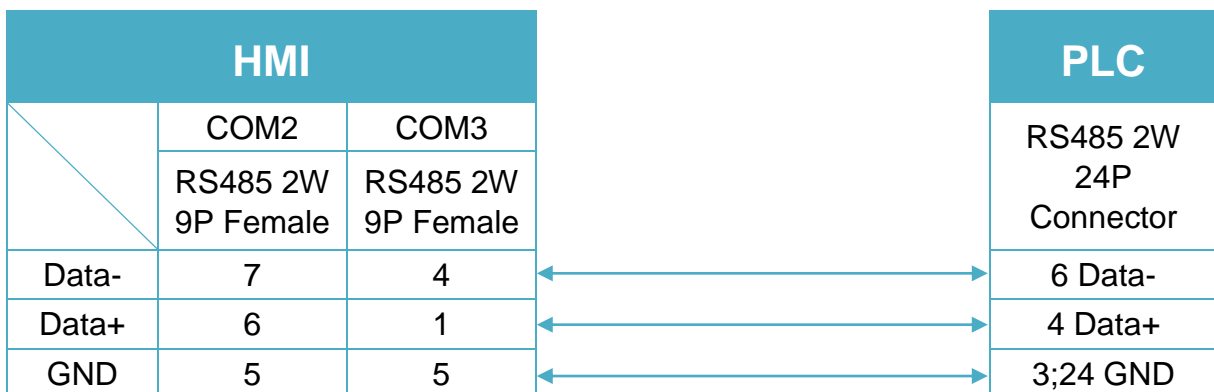 HMI PLC
COM2 COM3
RS485 2W
9P Female
RS485 2W
9P Female
RS485 2W
24P
Connector
Data- 7 4 6 Data-
Data+ 6 1 4 Data+
GND 5 5 3;24 GND